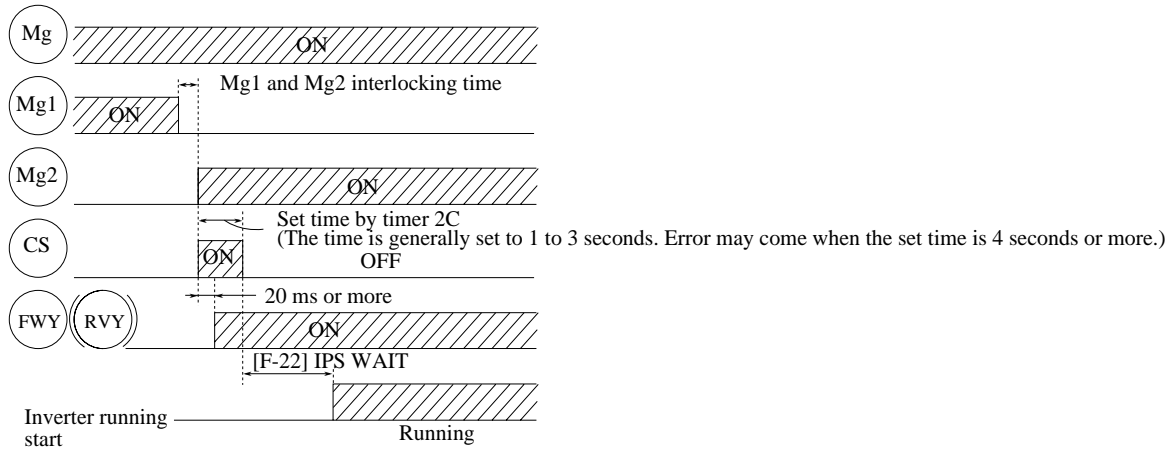 Mg
ON
Mg1 and Mg2 interlocking time
Mg1
ON
Mg2
ON
Set time by timer 2C
(The time is generally set to 1 to 3 seconds. Error may come when the set time is 4 seconds or more.)
CS
ON
OFF
20 ms or more
FWY
RVY
ON
[F-22] IPS WAIT
Inverter running
start
Running